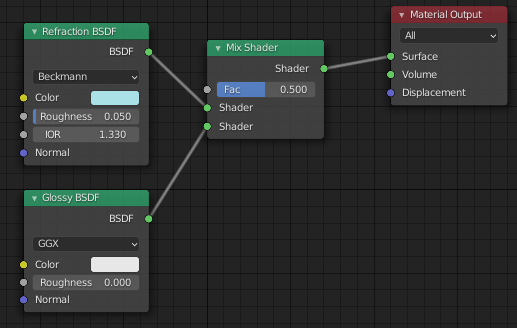 Refraction BSDF
BSDF
Beckmann
Color
Roughness 0.050
IOR 1.330
Normal
Glossy BSDF
BSDF
GGX
Color
Roughness 0.000
Normal
Mix Shader
Shader
Fac 0.500
Shader
Shader
Material Output
All
Surface
Volume
Displacement